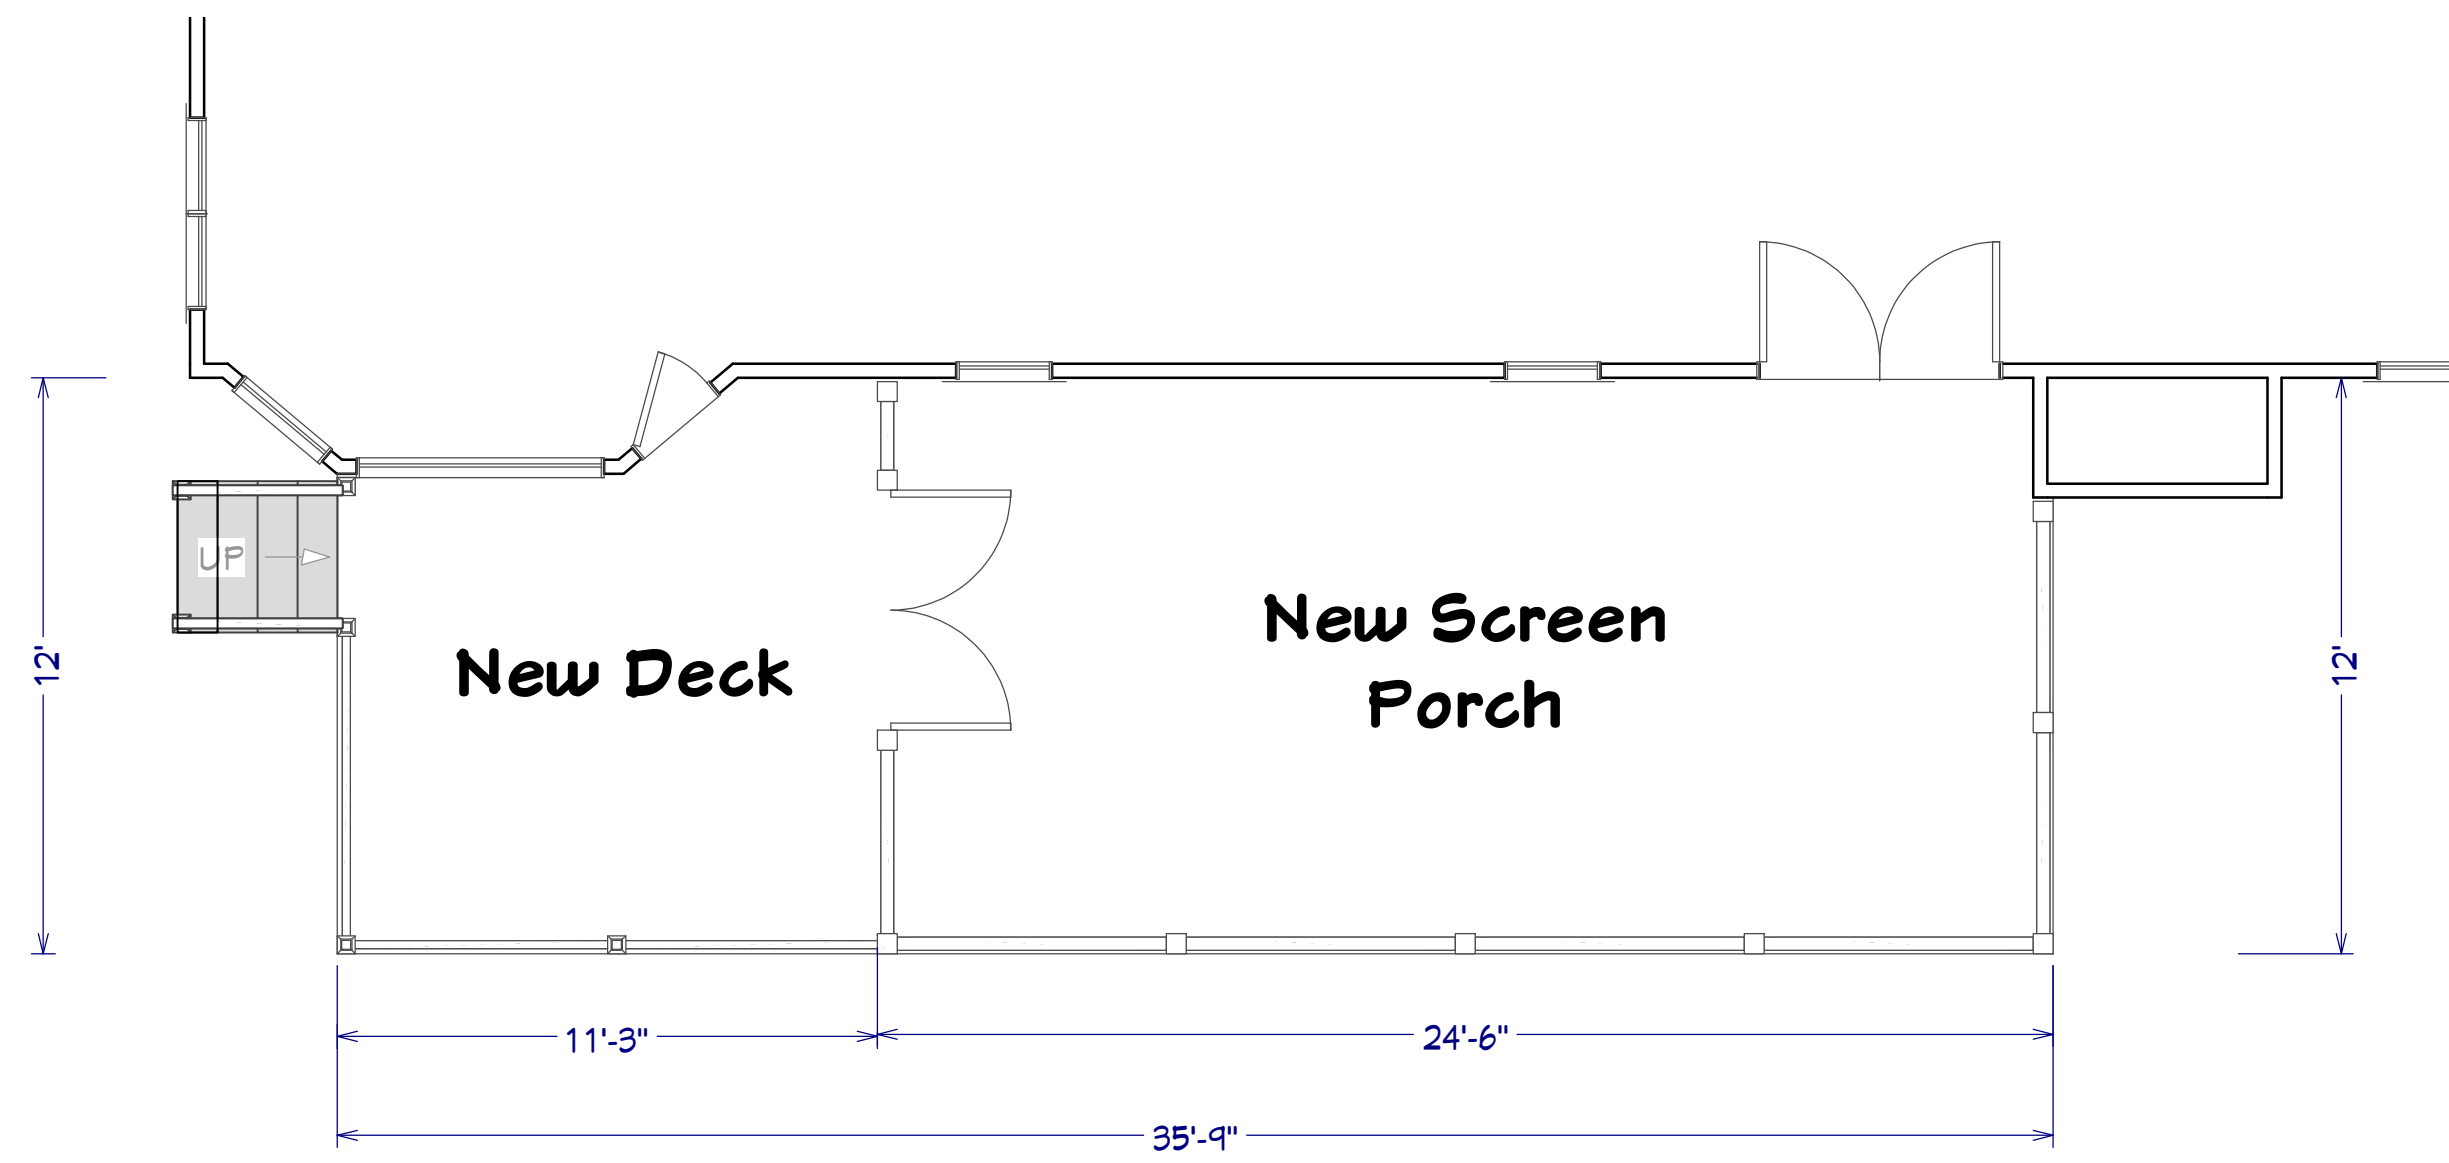 UP
New Deck
New Screen
Porch
12'
12'
11'-3"
24'-6"
35'-9"